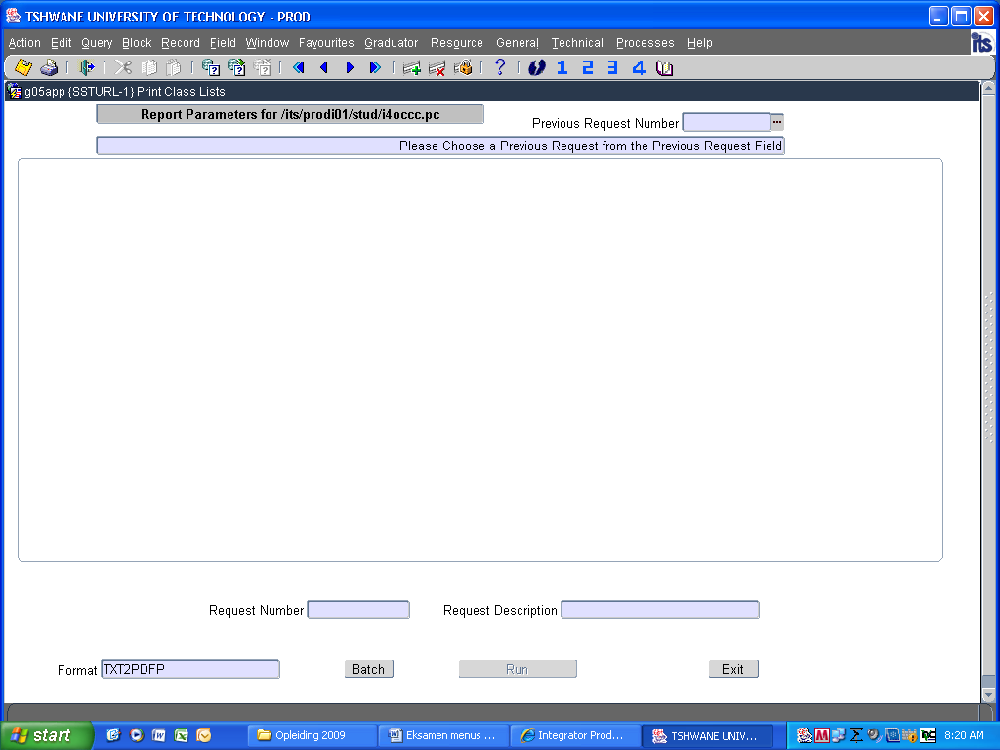 TSHWANE UNIVERSITY OF TECHNOLOGY - PROD
Action Edit Query Block Record Field Window Favourites Graduator Resource General Technical Processes Help
its
? 1 2 3 4
g05app {SSTURL-1} Print Class Lists
Report Parameters for /its/prodi01/stud/i4occc.pc
Previous Request Number ...
Please Choose a Previous Request from the Previous Request Field
Request Number Request Description
Format TXT2PDFP Batch Run Exit
start Opleiding 2009 Eksamen menus ... Integrator Prod... TSHWANE UNIV... 8:20 AM